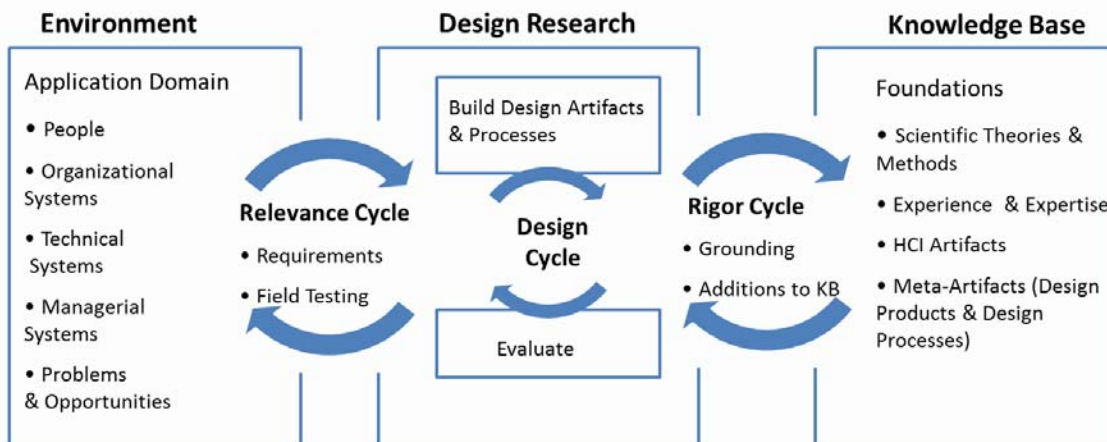 Environment
Application Domain
• People
• Organizational
Systems
• Technical
Systems
• Managerial
Systems
• Problems
& Opportunities
Relevance Cycle
• Requirements
• Field Testing
Design Research
Build Design Artifacts
& Processes
Design
Cycle
Evaluate
Rigor Cycle
• Grounding
• Additions to KB
Knowledge Base
Foundations
• Scientific Theories &
Methods
• Experience & Expertise
• HCI Artifacts
• Meta-Artifacts (Design
Products & Design
Processes)